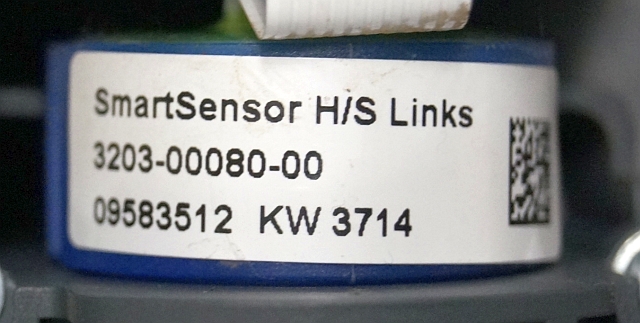 SmartSensor H/S Links
3203-00080-00
09583512 KW 3714